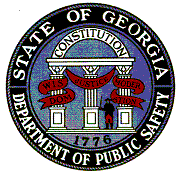 STATE OF GEORGIA
CONSTITUTION
1776
DEPARTMENT OF PUBLIC SAFETY